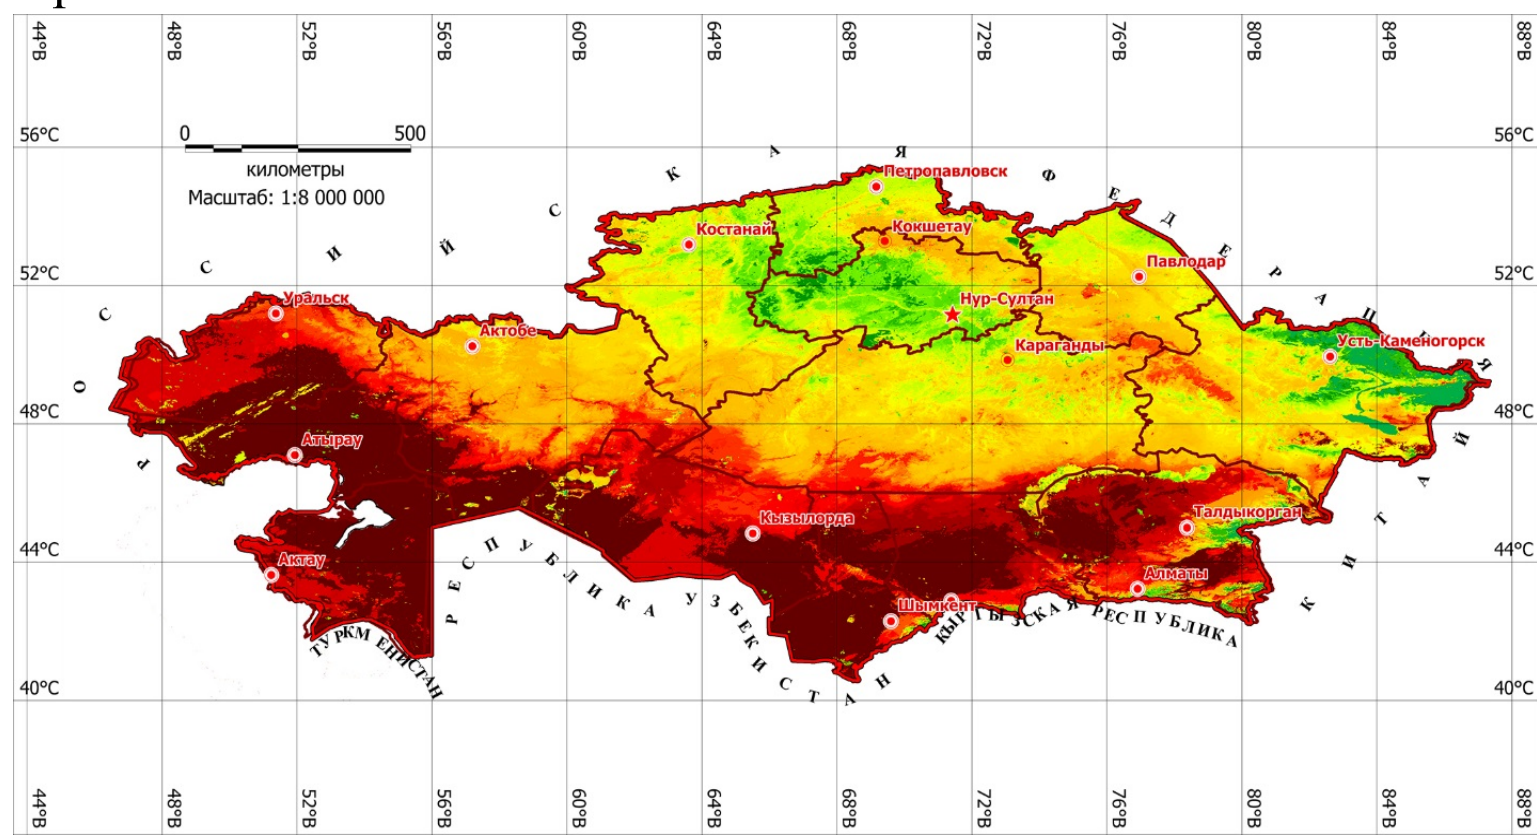 44°В 48°В 52°В 56°В 60°В 64°В 68°В 72°В 76°В 80°В 84°В 88°В
56°С 56°С
0 500
километры
Масштаб: 1:8 000 000
РОССИЙСКАЯ ФЕДЕРАЦИЯ
Петропавловск
Костанай
Кокшетау
Павлодар
52°С 52°С
Уральск
Нур-Султан
Актобе
Караганды
Усть-Каменогорск
48°С 48°С
Атырау
КИТАЙ
Кызылорда
Талдыкорган
44°С 44°С
Актау
Алматы
Шымкент
РЕСПУБЛИКА УЗБЕКИСТАН
КЫРГЫЗСКАЯ РЕСПУБЛИКА
ТУРКМЕНИСТАН
40°С 40°С
44°В 48°В 52°В 56°В 60°В 64°В 68°В 72°В 76°В 80°В 84°В 88°В